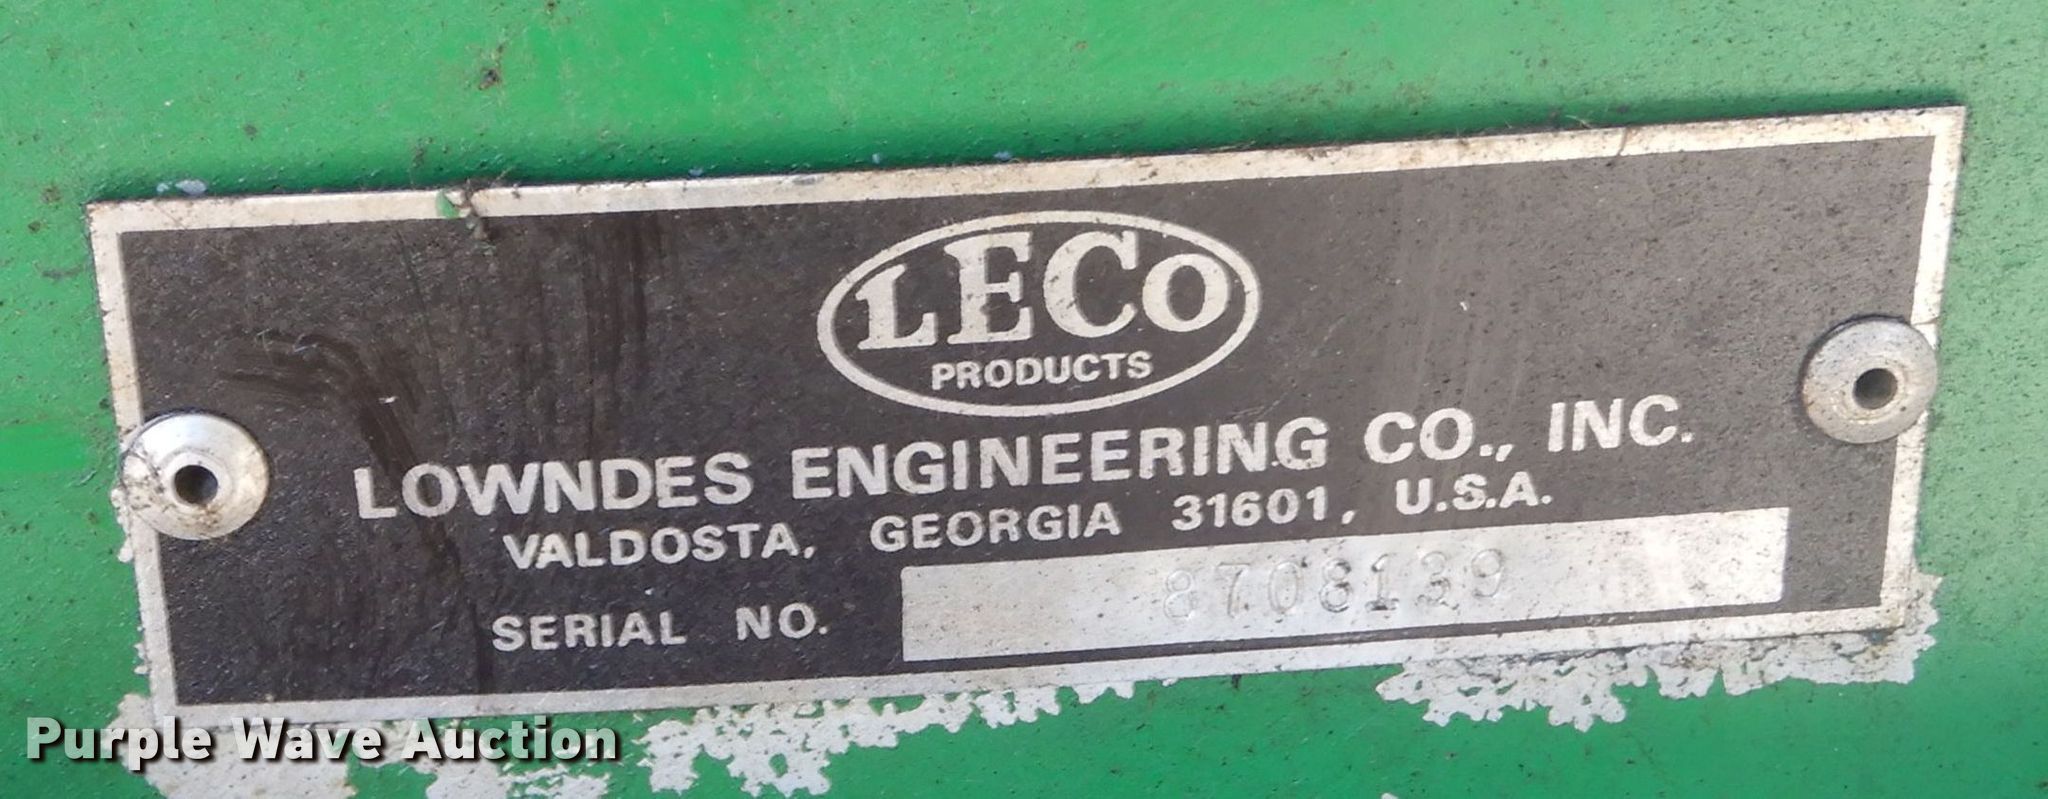 LECO
PRODUCTS
LOWNDES ENGINEERING CO., INC.
VALDOSTA, GEORGIA 31601, U.S.A.
SERIAL NO. 8708139
Purple Wave Auction